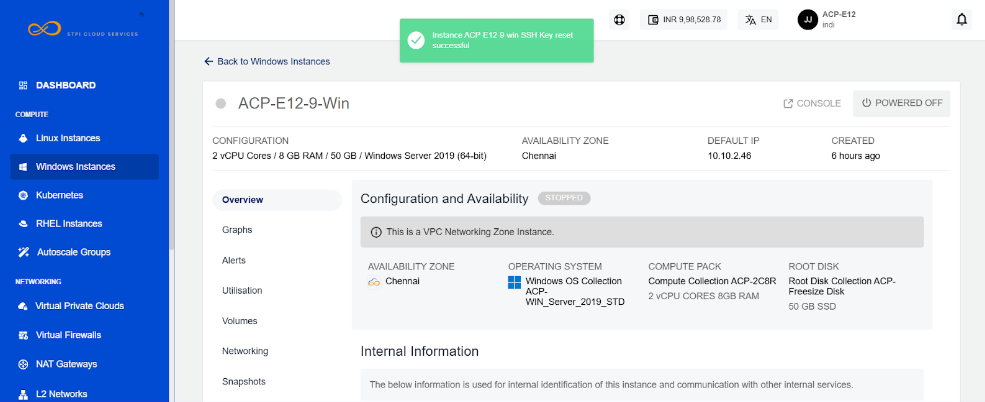 STPI CLOUD SERVICES
INR 9,98,528.78
EN
JJ
ACP-E12
indi
Instance ACP E12 9 win SSH Key reset
successful
Back to Windows Instances
DASHBOARD
COMPUTE
Linux Instances
Windows Instances
Kubernetes
RHEL Instances
Autoscale Groups
NETWORKING
Virtual Private Clouds
Virtual Firewalls
NAT Gateways
L2 Networks
ACP-E12-9-Win
CONSOLE
POWERED OFF
CONFIGURATION
2 vCPU Cores / 8 GB RAM / 50 GB / Windows Server 2019 (64-bit)
AVAILABILITY ZONE
Chennai
DEFAULT IP
10.10.2.46
CREATED
6 hours ago
Overview
Graphs
Alerts
Utilisation
Volumes
Networking
Snapshots
Configuration and Availability
STOPPED
This is a VPC Networking Zone Instance.
AVAILABILITY ZONE
Chennai
OPERATING SYSTEM
Windows OS Collection
ACP-
WIN_Server_2019_STD
COMPUTE PACK
Compute Collection ACP-2C8R
2 vCPU CORES 8GB RAM
ROOT DISK
Root Disk Collection ACP-
Freesize Disk
50 GB SSD
Internal Information
The below information is used for internal identification of this instance and communication with other internal services.